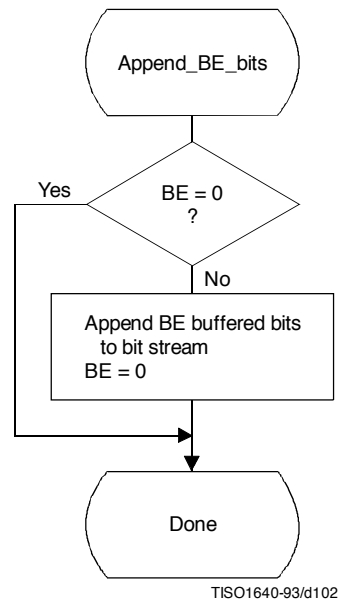 Append_BE_bits
Yes
BE = 0
?
No
Append BE buffered bits
to bit stream
BE = 0
Done
TISO1640-93/d102